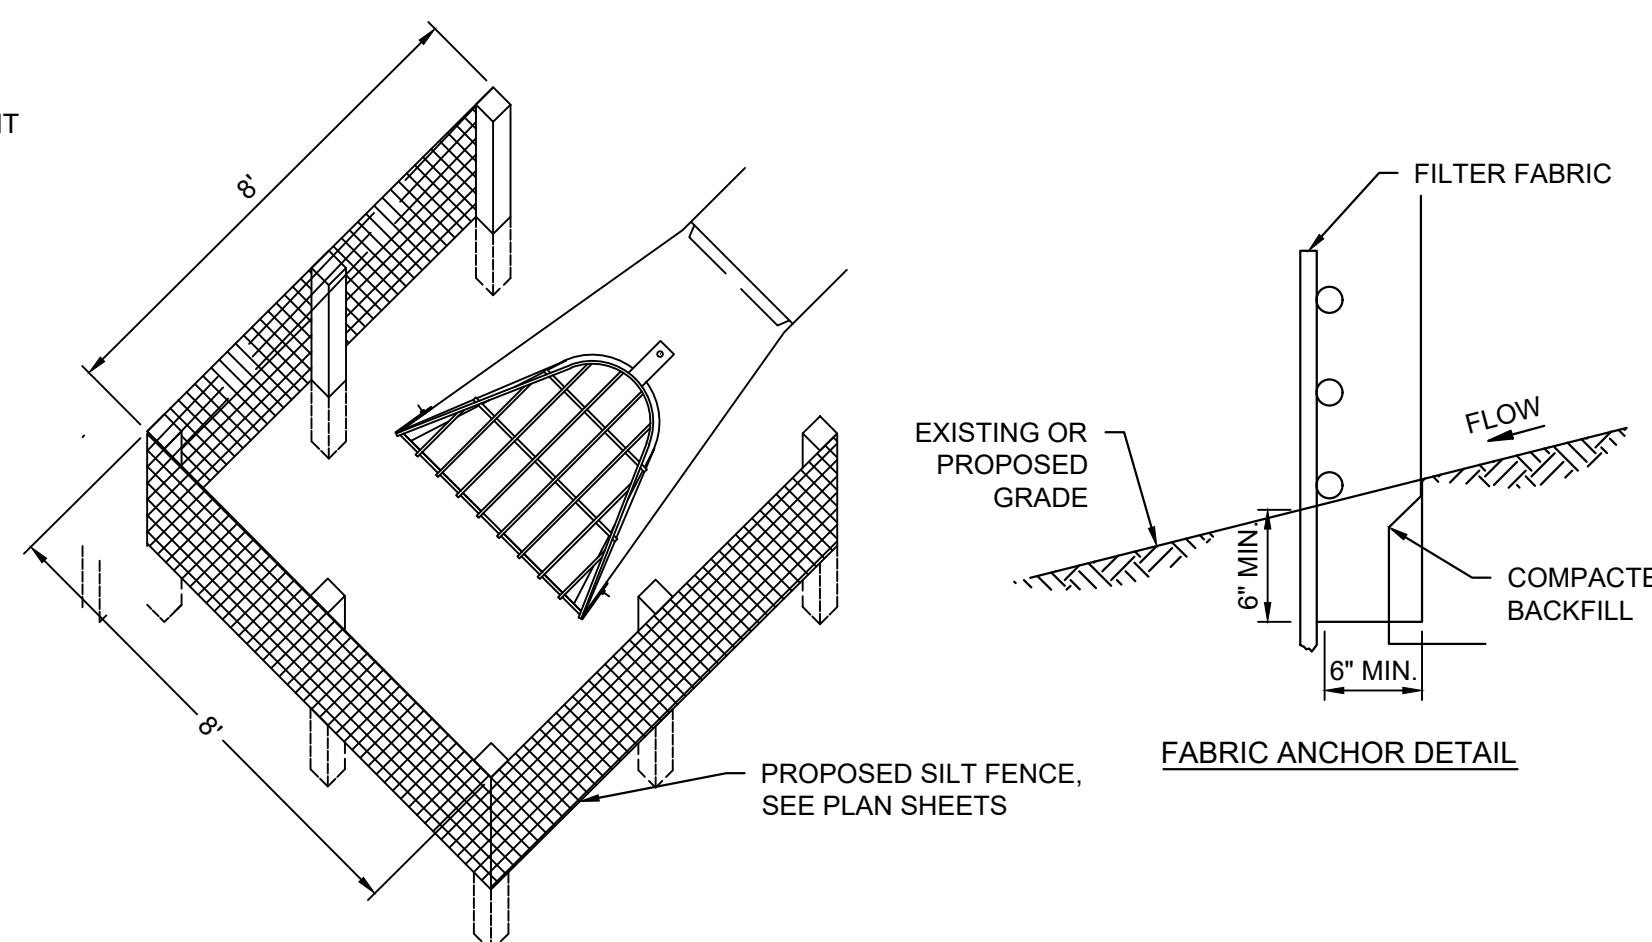 8'
8'
PROPOSED SILT FENCE,
SEE PLAN SHEETS
FILTER FABRIC
FLOW
EXISTING OR
PROPOSED
GRADE
6" MIN.
6" MIN.
COMPACTE
BACKFILL
FABRIC ANCHOR DETAIL